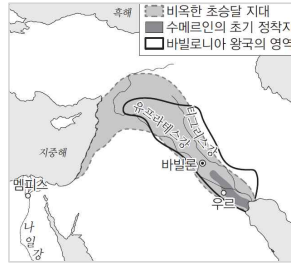 흑해
비옥한 초승달 지대
수메르인의 초기 정착지
바빌로니아 왕국의 영역
티그리스강
유프라테스강
지중해
바빌론
멤피스
우르
나일강